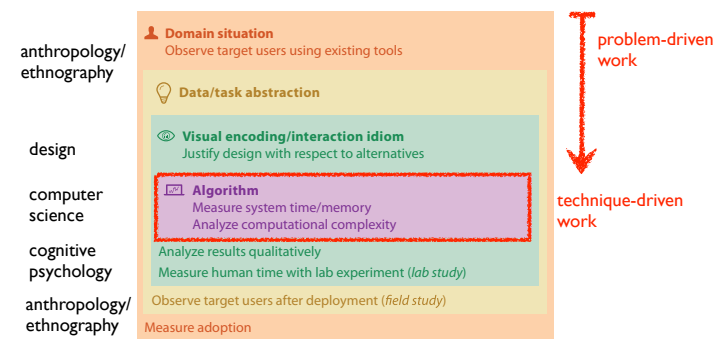 anthropology/
ethnography
Domain situation
Observe target users using existing tools
problem-driven
work
Data/task abstraction
design
Visual encoding/interaction idiom
Justify design with respect to alternatives
computer
science
Algorithm
Measure system time/memory
Analyze computational complexity
technique-driven
work
cognitive
psychology
Analyze results qualitatively
Measure human time with lab experiment (lab study)
anthropology/
ethnography
Observe target users after deployment (field study)
Measure adoption